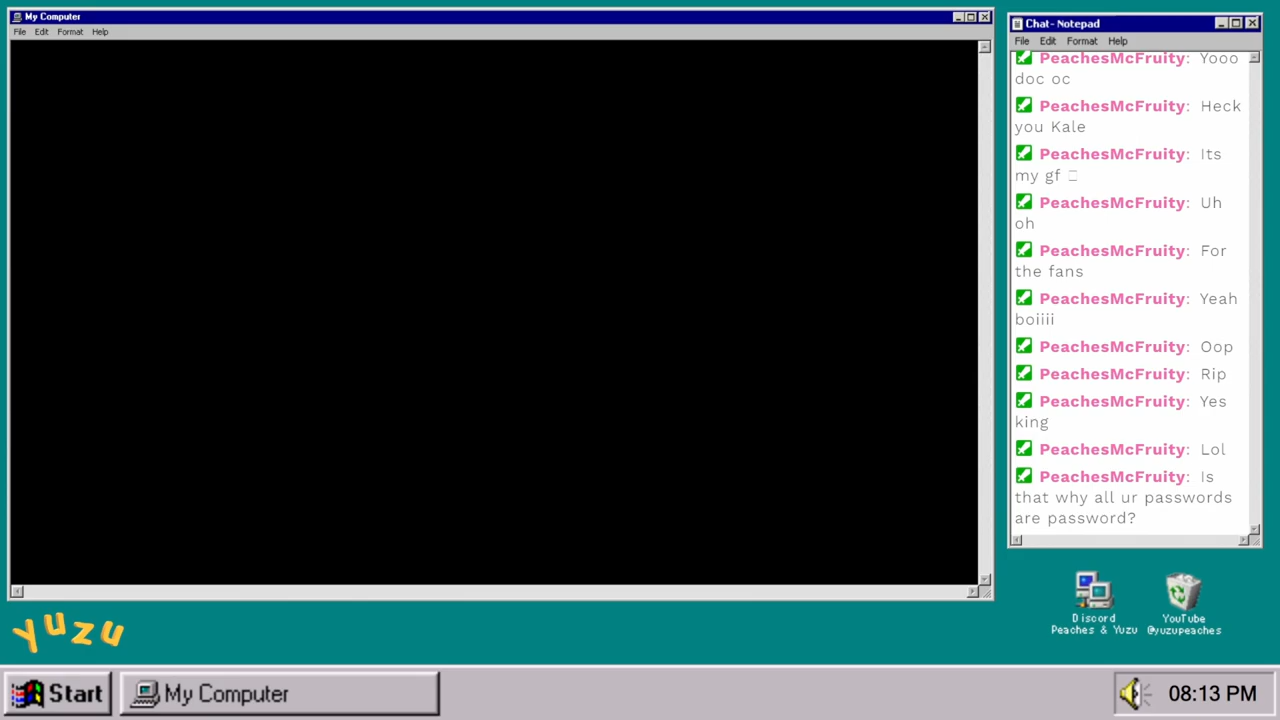 My Computer
File Edit Format Help
Chat- Notepad
File Edit Format Help
PeachesMcFruity: Yooo
doc oc
PeachesMcFruity: Heck
you Kale
PeachesMcFruity: Its
my gf
PeachesMcFruity: Uh
oh
PeachesMcFruity: For
the fans
PeachesMcFruity: Yeah
boiiii
PeachesMcFruity: Oop
PeachesMcFruity: Rip
PeachesMcFruity: Yes
king
PeachesMcFruity: Lol
PeachesMcFruity: Is
that why all ur passwords
are password?
Discord
Peaches & Yuzu
YouTube
@yuzupeaches
yuzu
Start
My Computer
08:13 PM